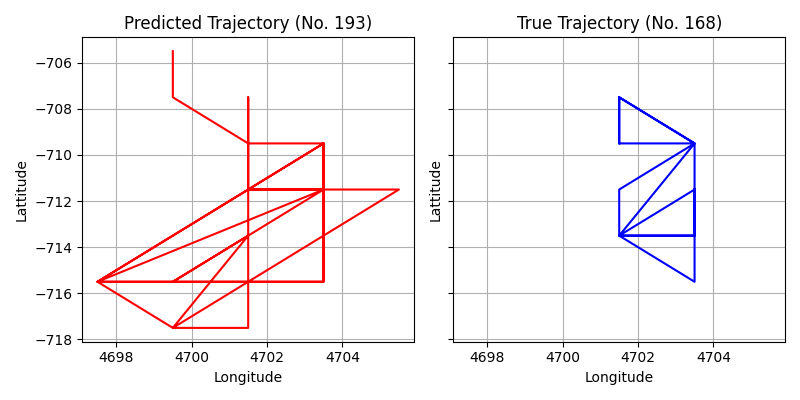 Predicted Trajectory (No. 193)
True Trajectory (No. 168)
−706
−708
−710
−712
−714
−716
−718
Lattitude
Lattitude
4698 4700 4702 4704
4698 4700 4702 4704
Longitude
Longitude